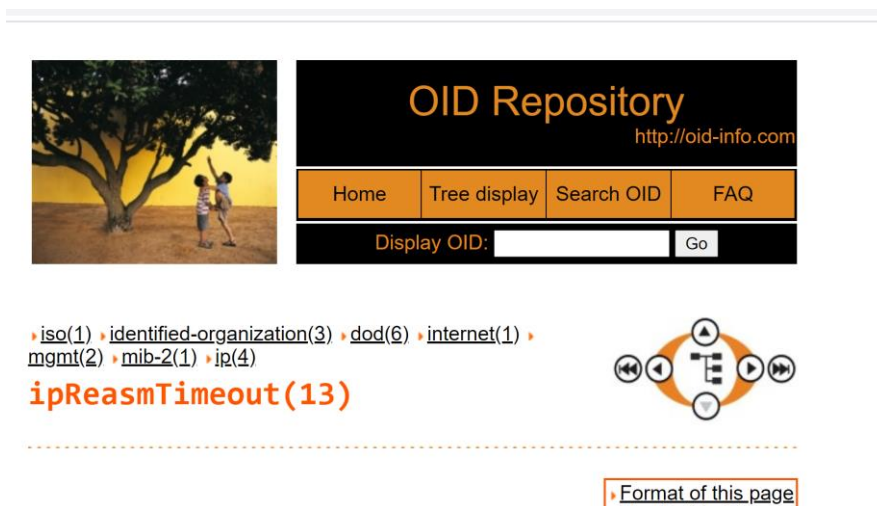 OID Repository
http://oid-info.com
Home Tree display Search OID FAQ
Display OID: Go
iso(1) identified-organization(3) dod(6) internet(1)
mgmt(2) mib-2(1) ip(4)
ipReasmTimeout(13)
Format of this page